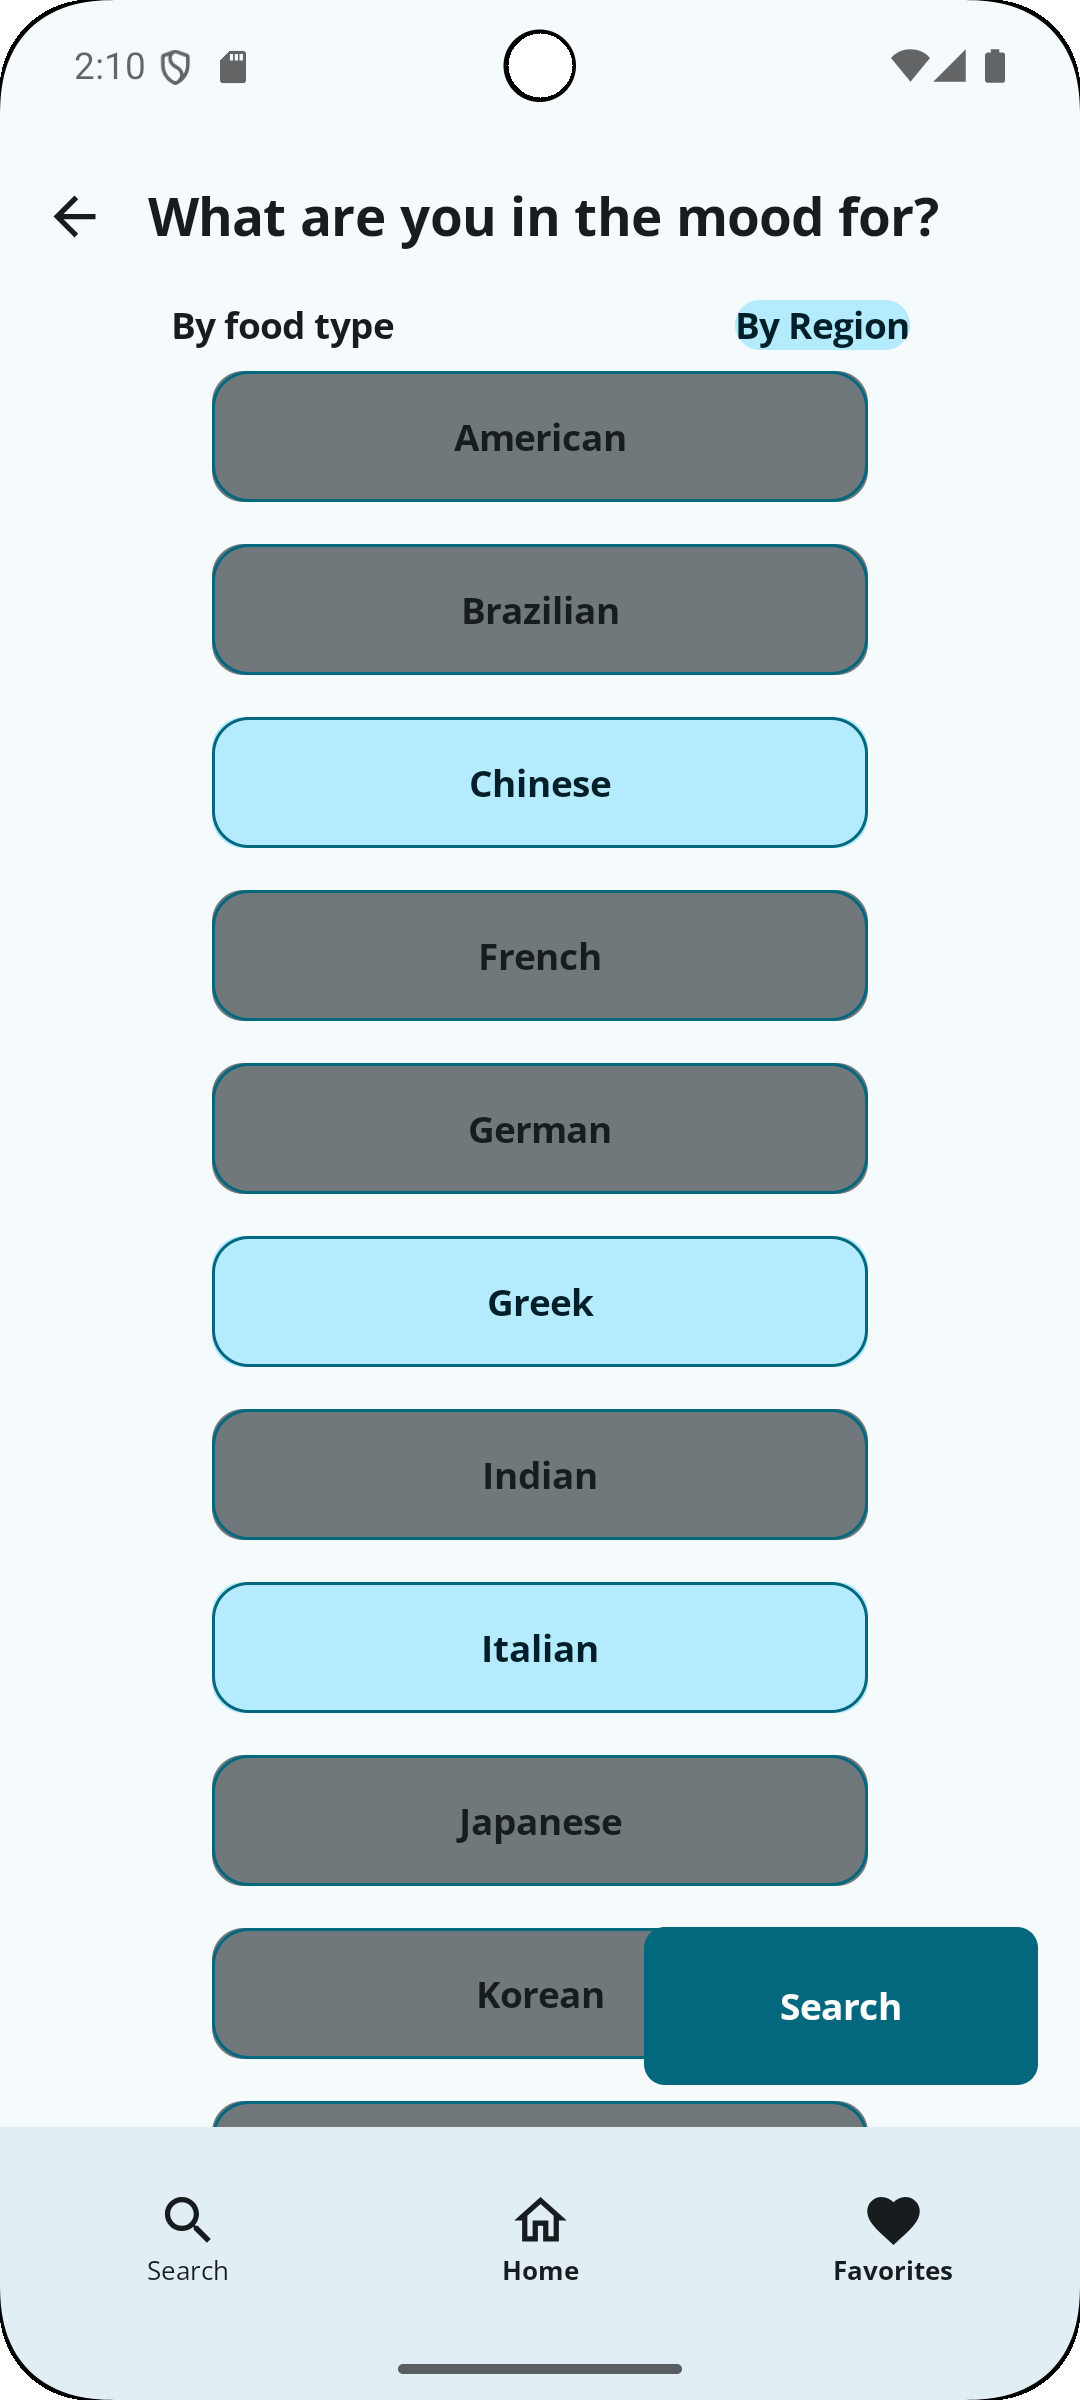 2:10
What are you in the mood for?
By food type
By Region
American
Brazilian
Chinese
French
German
Greek
Indian
Italian
Japanese
Korean
Search
Search
Home
Favorites